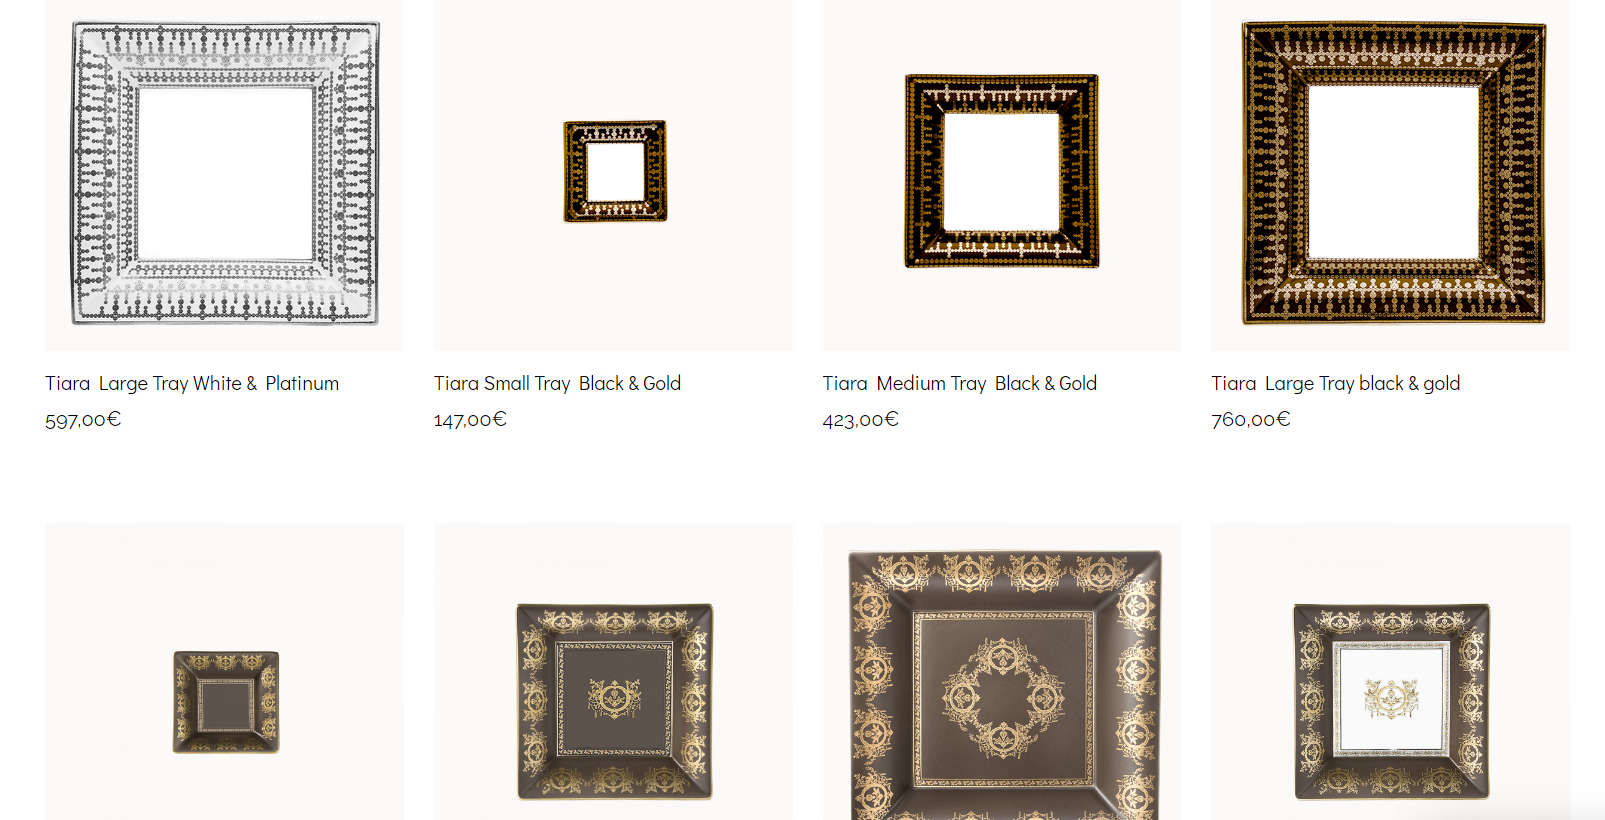 Tiara Large Tray White & Platinum
597,00€
Tiara Small Tray Black & Gold
147,00€
Tiara Medium Tray Black & Gold
423,00€
Tiara Large Tray black & gold
760,00€